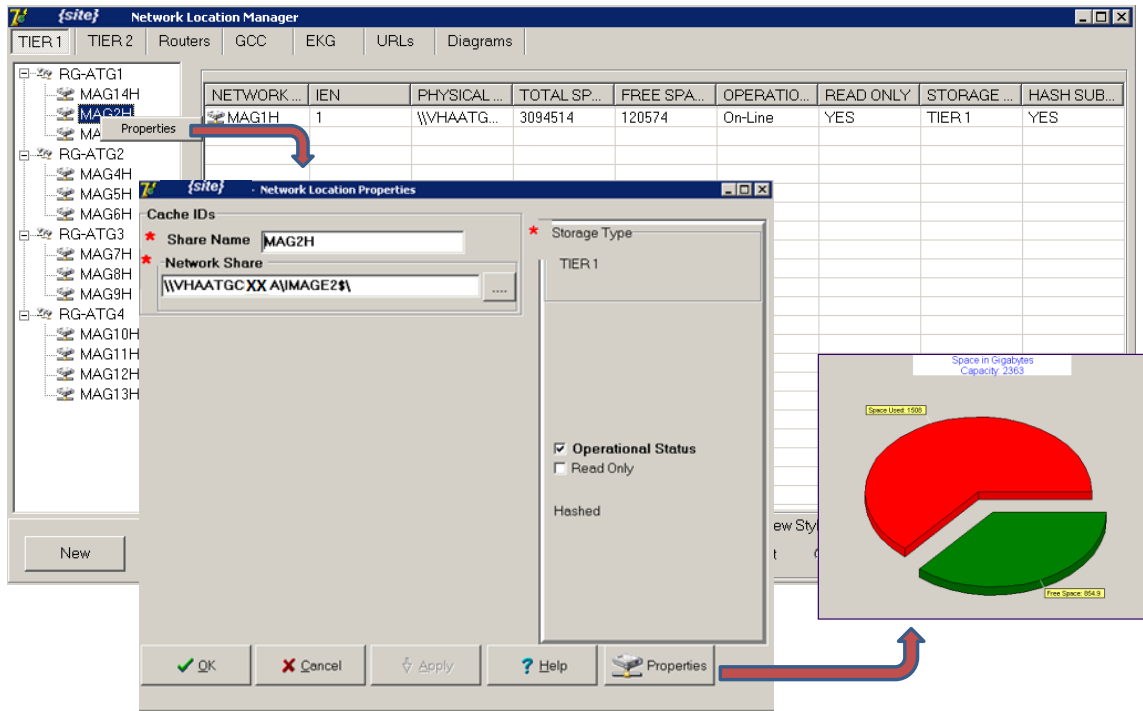 {site} Network Location Manager
TIER 1 TIER 2 Routers GCC EKG URLs Diagrams
RG-ATG1
MAG14H
MAG2H
Properties
RG-ATG2
MAG4H
MAG5H
MAG6H
RG-ATG3
MAG7H
MAG8H
MAG9H
RG-ATG4
MAG10H
MAG11H
MAG12H
MAG13H
NETWORK ... IEN PHYSICAL ... TOTAL SP... FREE SPA... OPERATIO... READ ONLY STORAGE ... HASH SUB...
MAG1H 1 \\VHAATG... 3094514 120574 On-Line YES TIER 1 YES
New
{site} - Network Location Properties
Cache IDs
* Share Name MAG2H
* Network Share
\\VHAATGCXX A\IMAGE2$\
....
* Storage Type
TIER 1
Operational Status
Read Only
Hashed
OK Cancel Apply ? Help Properties
Space in Gigabytes
Capacity: 2363
Space Used: 1508
Free Space: 854.9